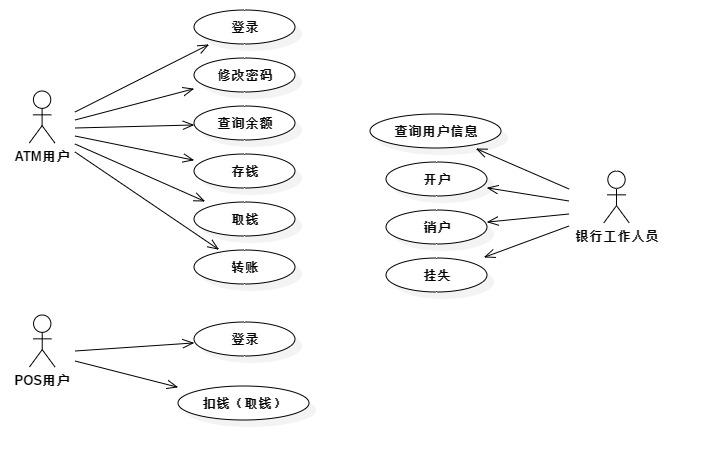 登录
修改密码
查询余额
存钱
取钱
转账
ATM用户
查询用户信息
开户
销户
挂失
银行工作人员
登录
扣钱（取钱）
POS用户